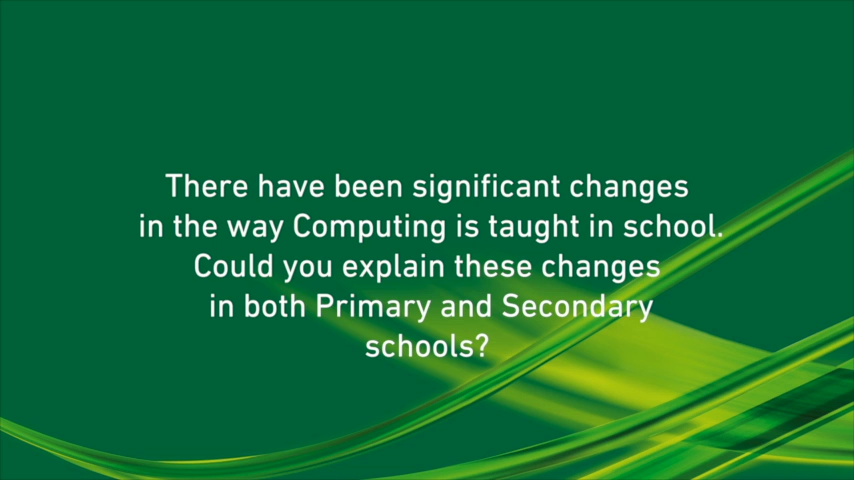 There have been significant changes
in the way Computing is taught in school.
Could you explain these changes
in both Primary and Secondary
schools?